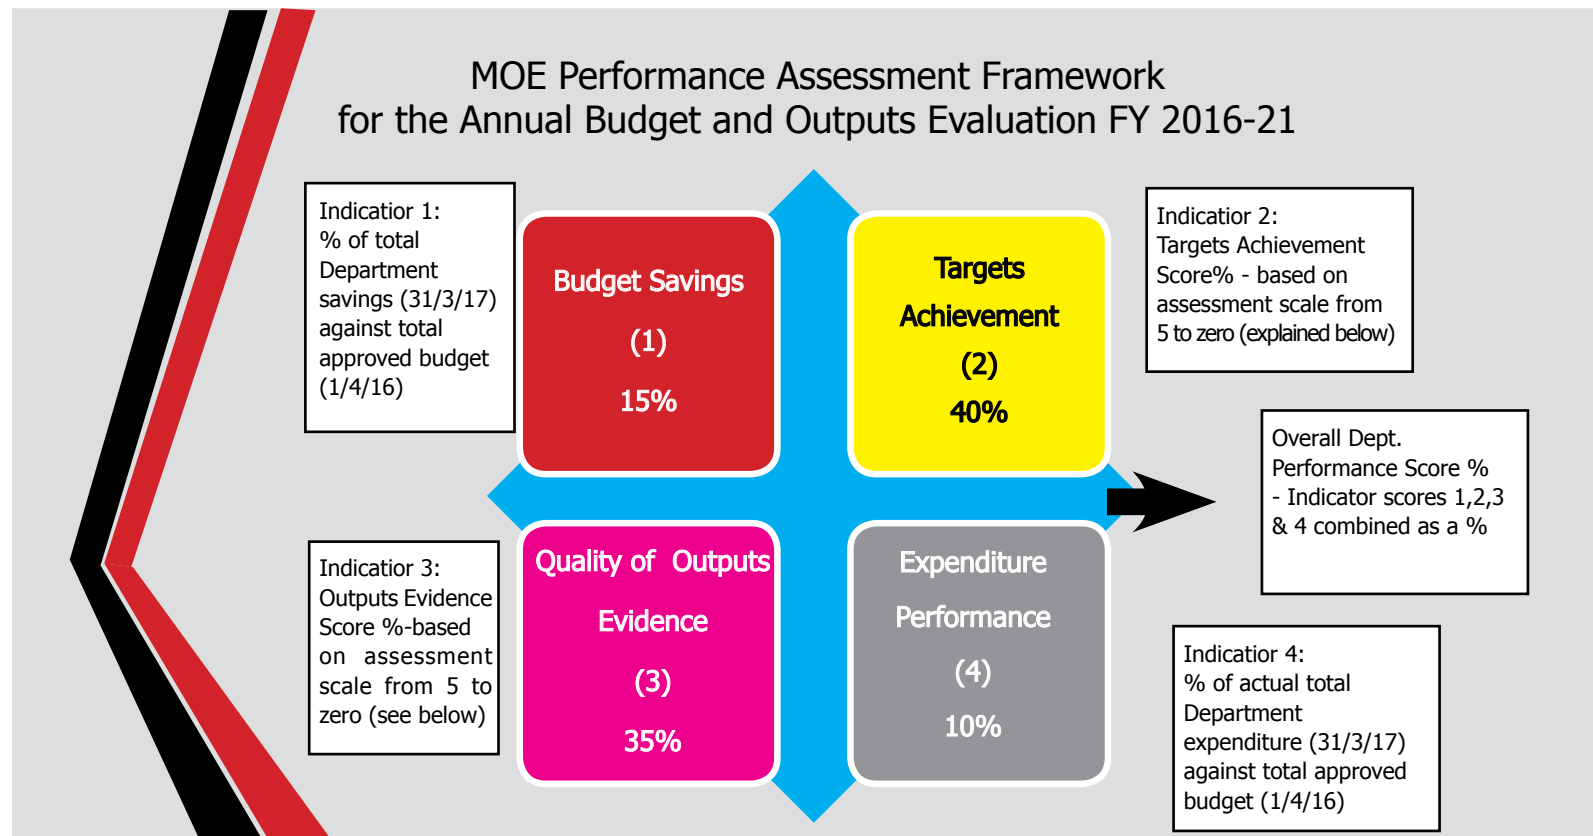 MOE Performance Assessment Framework
for the Annual Budget and Outputs Evaluation FY 2016-21
Indicatior 1:
% of total
Department
savings (31/3/17)
against total
approved budget
(1/4/16)
Budget Savings
(1)
15%
Targets
Achievement
(2)
40%
Indicatior 2:
Targets Achievement
Score% - based on
assessment scale from
5 to zero (explained below)
Overall Dept.
Performance Score %
- Indicator scores 1,2,3
& 4 combined as a %
Indicatior 3:
Outputs Evidence
Score %-based
on assessment
scale from 5 to
zero (see below)
Quality of Outputs
Evidence
(3)
35%
Expenditure
Performance
(4)
10%
Indicatior 4:
% of actual total
Department
expenditure (31/3/17)
against total approved
budget (1/4/16)